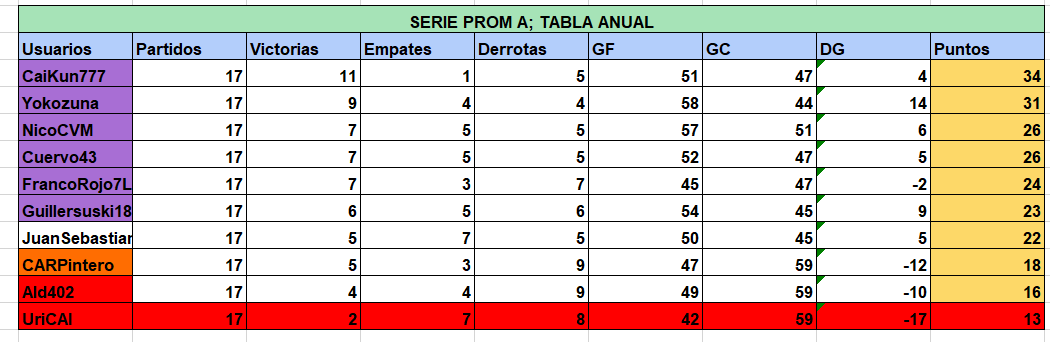 SERIE PROM A; TABLA ANUAL
Usuarios Partidos Victorias Empates Derrotas GF GC DG Puntos
CaiKun777 17 11 1 5 51 47 4 34
Yokozuna 17 9 4 4 58 44 14 31
NicoCVM 17 7 5 5 57 51 6 26
Cuervo43 17 7 5 5 52 47 5 26
FrancoRojo7L 17 7 3 7 45 47 -2 24
Guillersuski18 17 6 5 6 54 45 9 23
JuanSebastiar 17 5 7 5 50 45 5 22
CARPintero 17 5 3 9 47 59 -12 18
Ald402 17 4 4 9 49 59 -10 16
UriCAI 17 2 7 8 42 59 -17 13